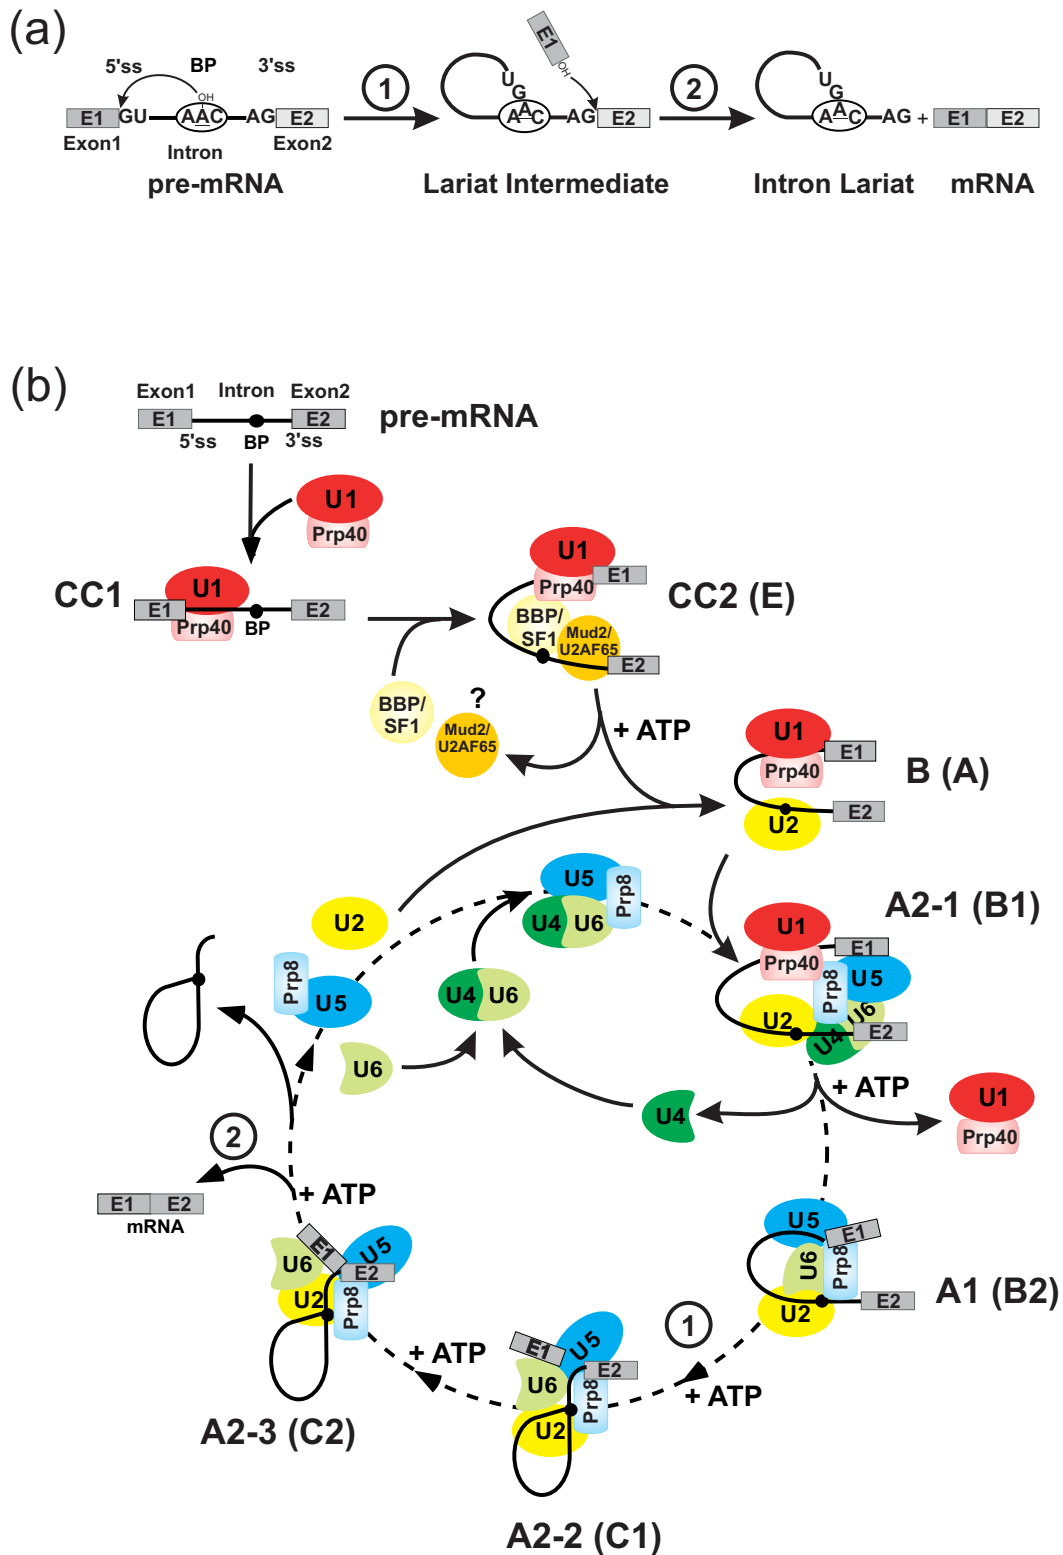 (a)
5'ss BP 3'ss
OH
E1 GU AAC AG E2
Exon1 Intron Exon2
pre-mRNA
1
E1
OH
U
G
AAC AG E2
Lariat Intermediate
2
U
G
AAC AG + E1 E2
Intron Lariat mRNA
(b)
Exon1 Intron Exon2
E1 E2
5'ss BP 3'ss
pre-mRNA
U1
Prp40
CC1
U1
E1 E2
Prp40 BP
U1
Prp40 E1
BBP/
SF1
Mud2/
U2AF65
E2
CC2 (E)
BBP/
SF1
?
Mud2/
U2AF65
+ ATP
U1
E1
Prp40
E2
U2
B (A)
U2
U5
Prp8
U4 U6
A2-1 (B1)
U1
E1
Prp40
Prp8
U5
U2
U4
U6
E2
Prp8
U5
U4 U6
U6
U4
+ ATP
U1
Prp40
2
+ ATP
E1 E2
mRNA
U5
E1
U6
Prp8
U2
E2
A1 (B2)
1
+ ATP
E1
U5
U6
E2
U2
Prp8
A2-3 (C2)
+ ATP
E1
U5
E2
U6
Prp8
U2
A2-2 (C1)